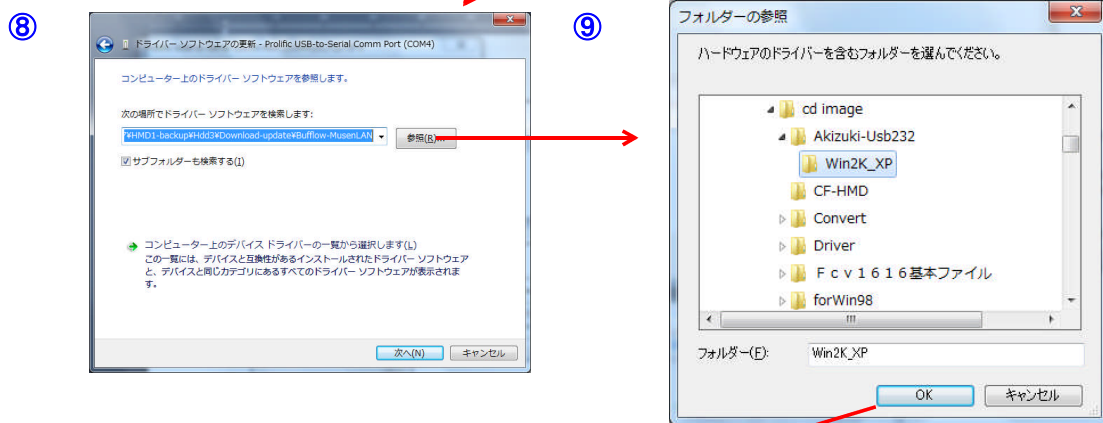 ⑧
ドライバー ソフトウェアの更新 - Prolific USB-to-Serial Comm Port (COM4)
コンピューター上のドライバー ソフトウェアを参照します。
次の場所でドライバー ソフトウェアを検索します:
¥HMD1-backup¥Hdd3¥Download-update¥Bufflow-MusenLAN
参照(R)...
サブフォルダーも検索する(I)
コンピューター上のデバイス ドライバーの一覧から選択します(L)
この一覧には、デバイスと互換性があるインストールされたドライバー ソフトウェア
と、デバイスと同じカテゴリにあるすべてのドライバー ソフトウェアが表示されま
す。
次へ(N)
キャンセル
⑨
フォルダーの参照
ハードウェアのドライバーを含むフォルダーを選んでください。
cd image
Akizuki-Usb232
Win2K_XP
CF-HMD
Convert
Driver
Ｆｃｖ１６１６基本ファイル
forWin98
フォルダー(F):
Win2K_XP
OK
キャンセル